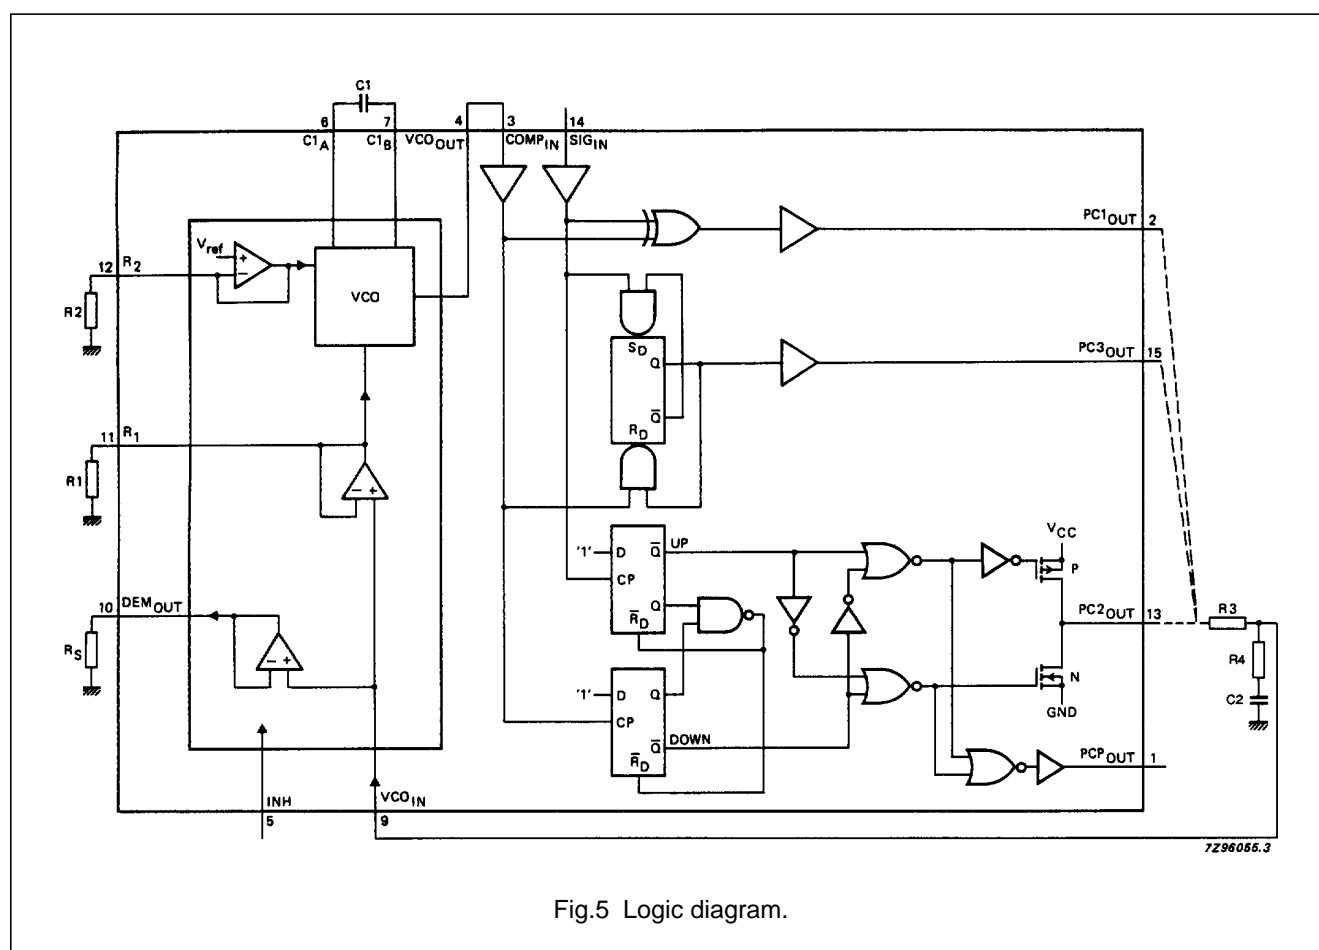 C1
6
7
4
3
14
C1A
C1B
VCOOUT
COMPIN
SIGIN
PC1OUT 2
Vref
+
−
12 R2
VCO
R2
SD
Q
Q̅
RD
PC3OUT 15
11 R1
R1
− +
'1'
D
Q̅
UP
CP
Q
R̅D
VCC
P
10 DEMOUT
RS
− +
PC2OUT 13
R3
R4
C2
'1'
D
Q
CP
Q̅
DOWN
R̅D
N
GND
PCPOUT 1
INH
5
VCOIN
9
7Z96055.3
Fig.5 Logic diagram.